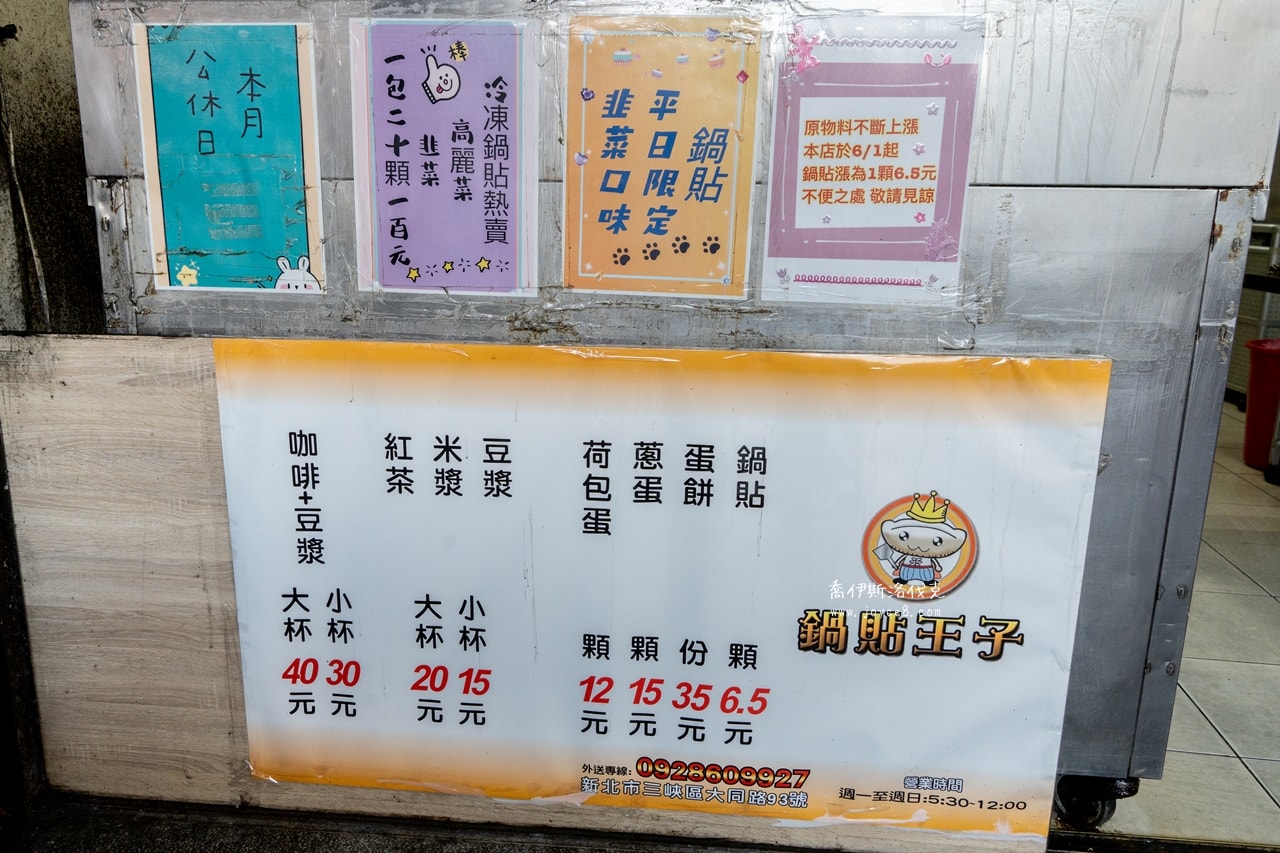 本月
公休日
冷凍鍋貼熱賣
高麗菜
韭菜
一包二十顆一百元
棒
鍋貼
平日限定
韭菜口味
原物料不斷上漲
本店於6/1起
鍋貼漲為1顆6.5元
不便之處 敬請見諒
鍋貼王子
喬伊斯洛伐克
鍋貼 顆 6.5 元
蛋餅 份 35 元
蔥蛋 顆 15 元
荷包蛋 顆 12 元
豆漿
米漿
紅茶
小杯 15 元
大杯 20 元
咖啡+豆漿
小杯 30 元
大杯 40 元
外送專線: 0928609927
新北市三峽區大同路93號
營業時間
週一至週日:5:30~12:00